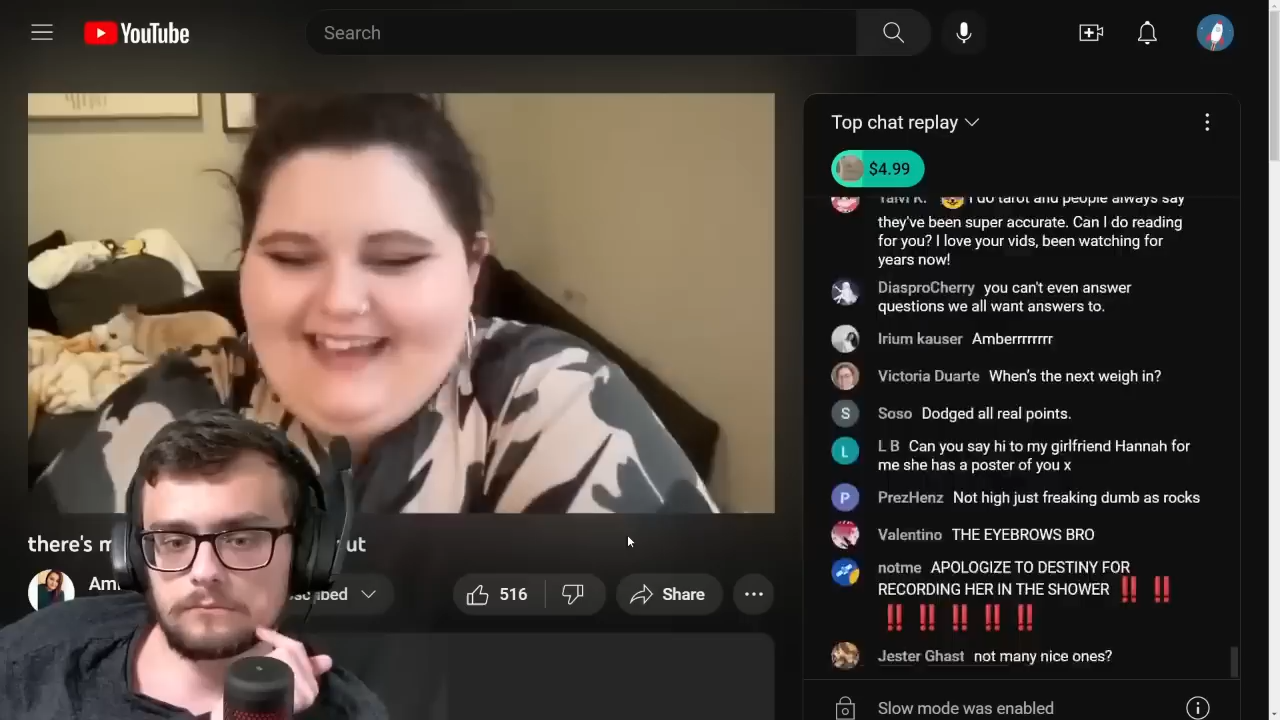 YouTube
Search
Top chat replay
$4.99
I do tarot and people always say
they've been super accurate. Can I do reading
for you? I love your vids, been watching for
years now!
DiasproCherry you can't even answer
questions we all want answers to.
Irium kauser Amberrrrrrr
Victoria Duarte When's the next weigh in?
S
Soso Dodged all real points.
L
L B Can you say hi to my girlfriend Hannah for
me she has a poster of you x
P
PrezHenz Not high just freaking dumb as rocks
Valentino THE EYEBROWS BRO
notme APOLOGIZE TO DESTINY FOR
RECORDING HER IN THE SHOWER ‼️ ‼️
‼️ ‼️ ‼️ ‼️ ‼️
Jester Ghast not many nice ones?
Slow mode was enabled
there's
516
Share